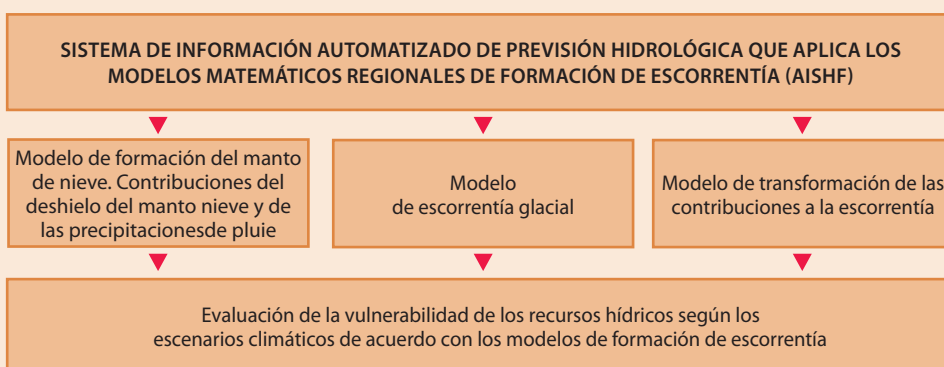 SISTEMA DE INFORMACIÓN AUTOMATIZADO DE PREVISIÓN HIDROLÓGICA QUE APLICA LOS
MODELOS MATEMÁTICOS REGIONALES DE FORMACIÓN DE ESCORRENTÍA (AISHF)
Modelo de formación del manto
de nieve. Contribuciones del
deshielo del manto nieve y de
las precipitacionesde pluie
Modelo
de escorrentía glacial
Modelo de transformación de las
contribuciones a la escorrentía
Evaluación de la vulnerabilidad de los recursos hídricos según los
escenarios climáticos de acuerdo con los modelos de formación de escorrentía